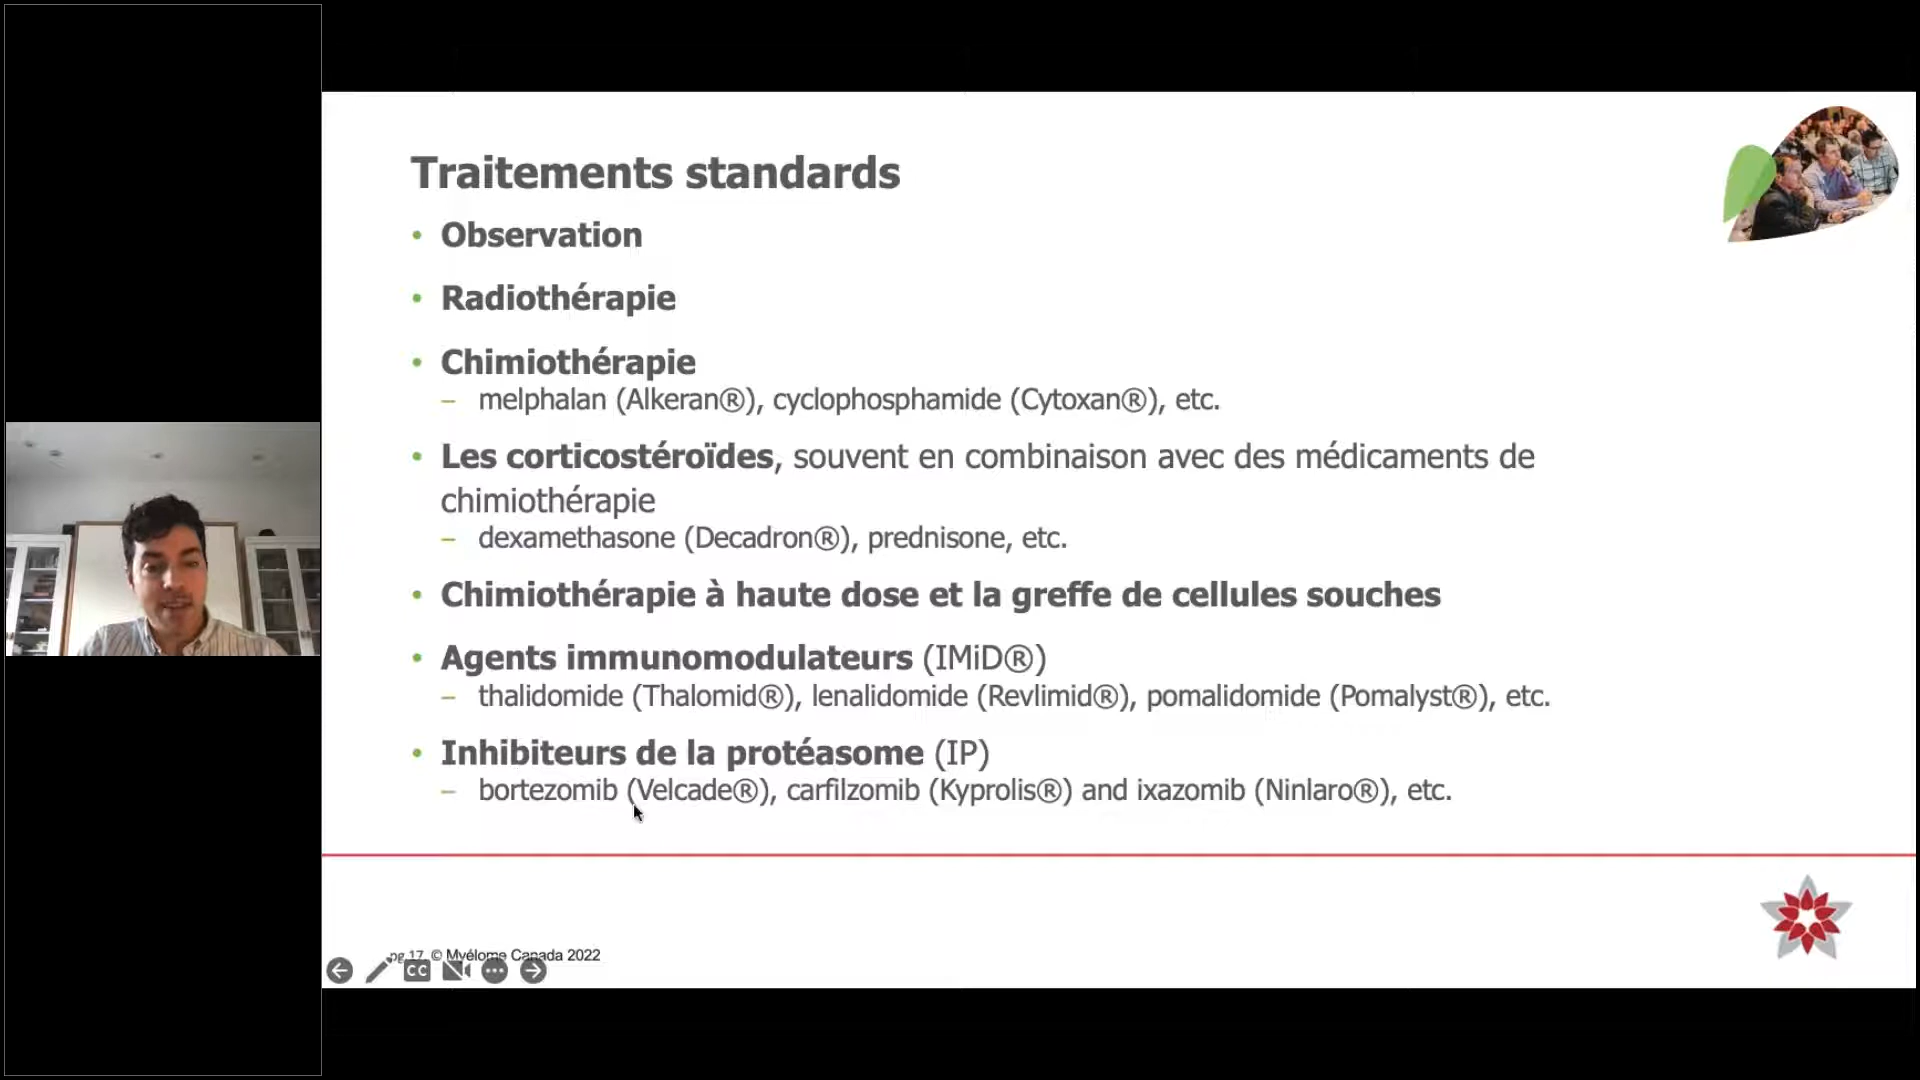 Traitements standards
• Observation
• Radiothérapie
• Chimiothérapie
– melphalan (Alkeran®), cyclophosphamide (Cytoxan®), etc.
• Les corticostéroïdes, souvent en combinaison avec des médicaments de
chimiothérapie
– dexamethasone (Decadron®), prednisone, etc.
• Chimiothérapie à haute dose et la greffe de cellules souches
• Agents immunomodulateurs (IMiD®)
– thalidomide (Thalomid®), lenalidomide (Revlimid®), pomalidomide (Pomalyst®), etc.
• Inhibiteurs de la protéasome (IP)
– bortezomib (Velcade®), carfilzomib (Kyprolis®) and ixazomib (Ninlaro®), etc.
pg 17 © Myélome Canada 2022
CC